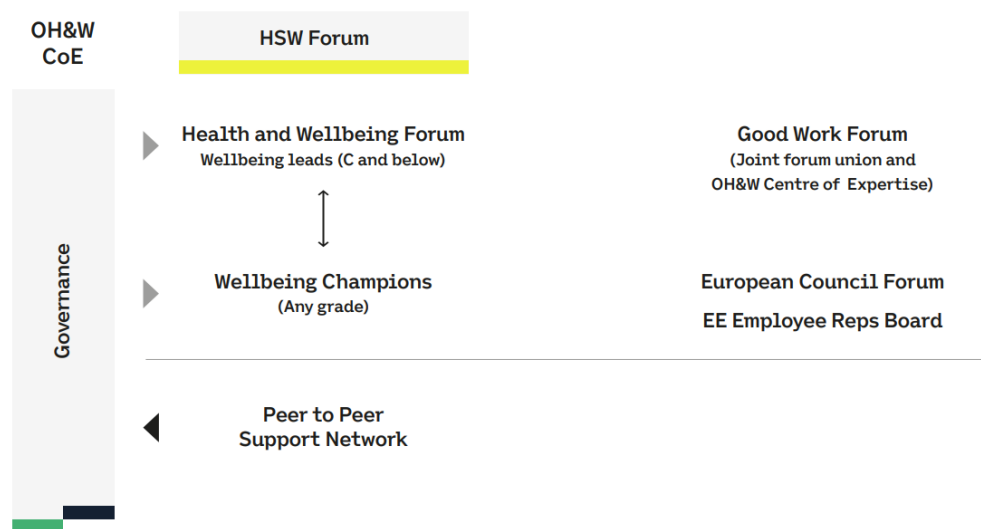 OH&W
CoE
HSW Forum
Governance
Health and Wellbeing Forum
Wellbeing leads (C and below)
Good Work Forum
(Joint forum union and
OH&W Centre of Expertise)
Wellbeing Champions
(Any grade)
European Council Forum
EE Employee Reps Board
Peer to Peer
Support Network